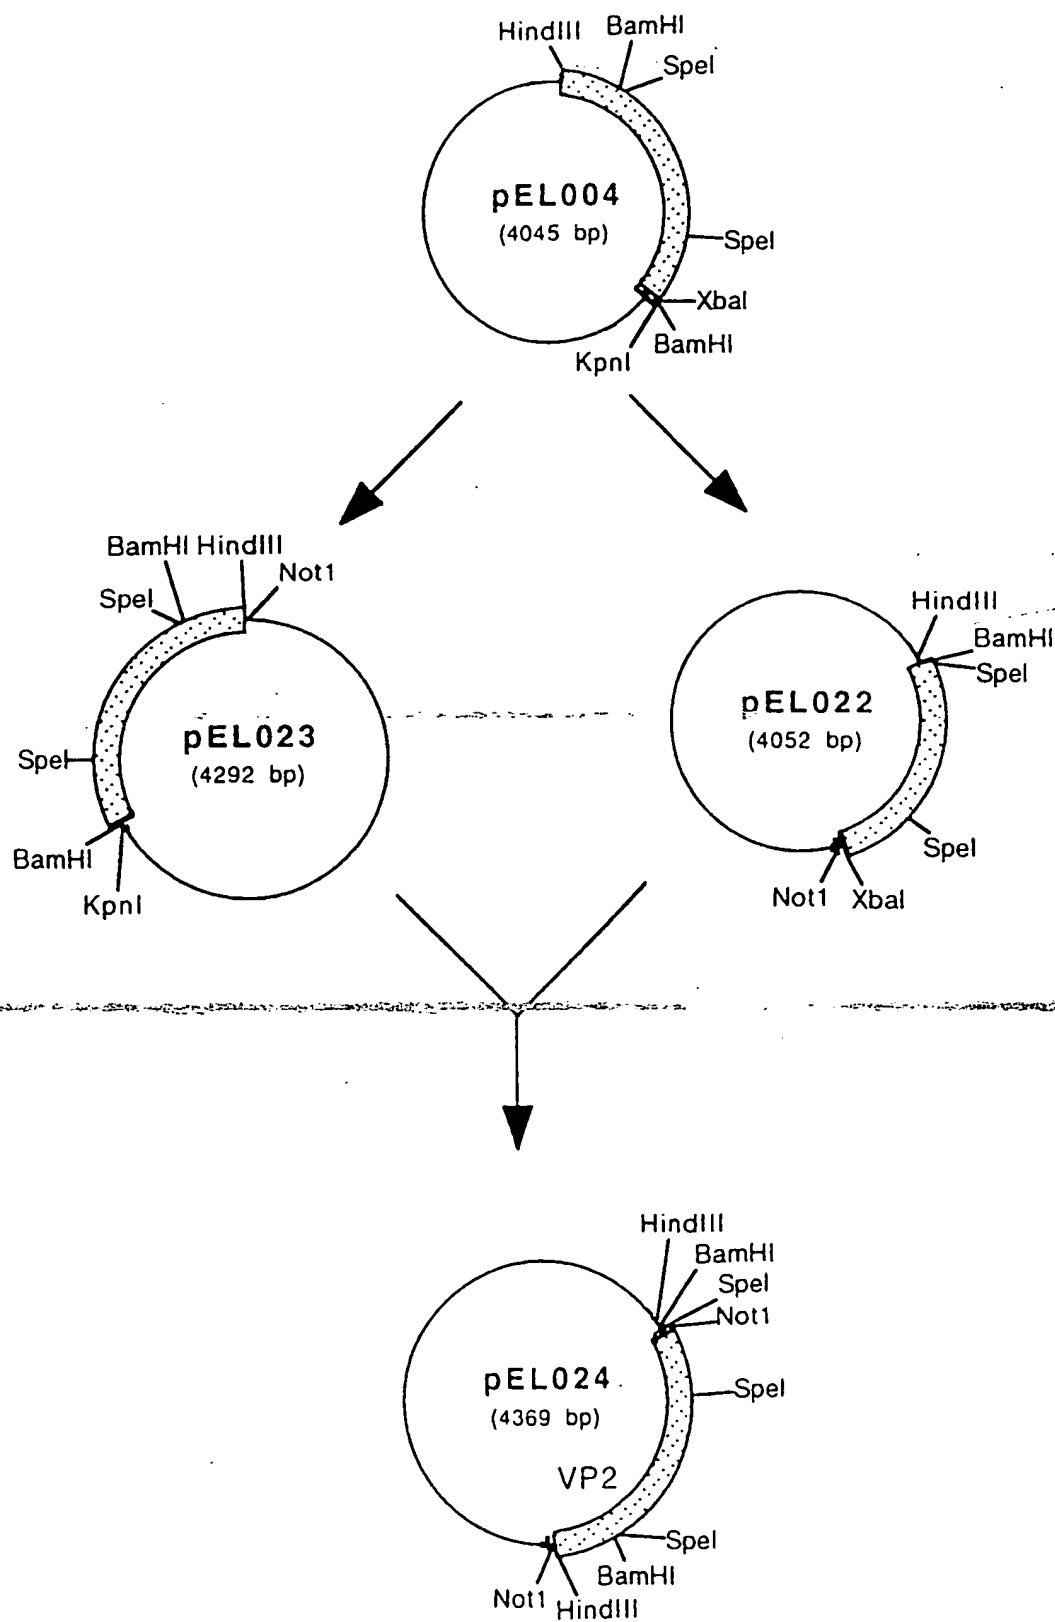 HindIII
BamHI
SpeI
pEL004
(4045 bp)
SpeI
XbaI
BamHI
KpnI
BamHI
HindIII
Not1
SpeI
pEL023
(4292 bp)
SpeI
BamHI
KpnI
HindIII
BamHI
SpeI
pEL022
(4052 bp)
SpeI
Not1
XbaI
HindIII
BamHI
SpeI
Not1
pEL024
(4369 bp)
SpeI
VP2
SpeI
BamHI
Not1
HindIII